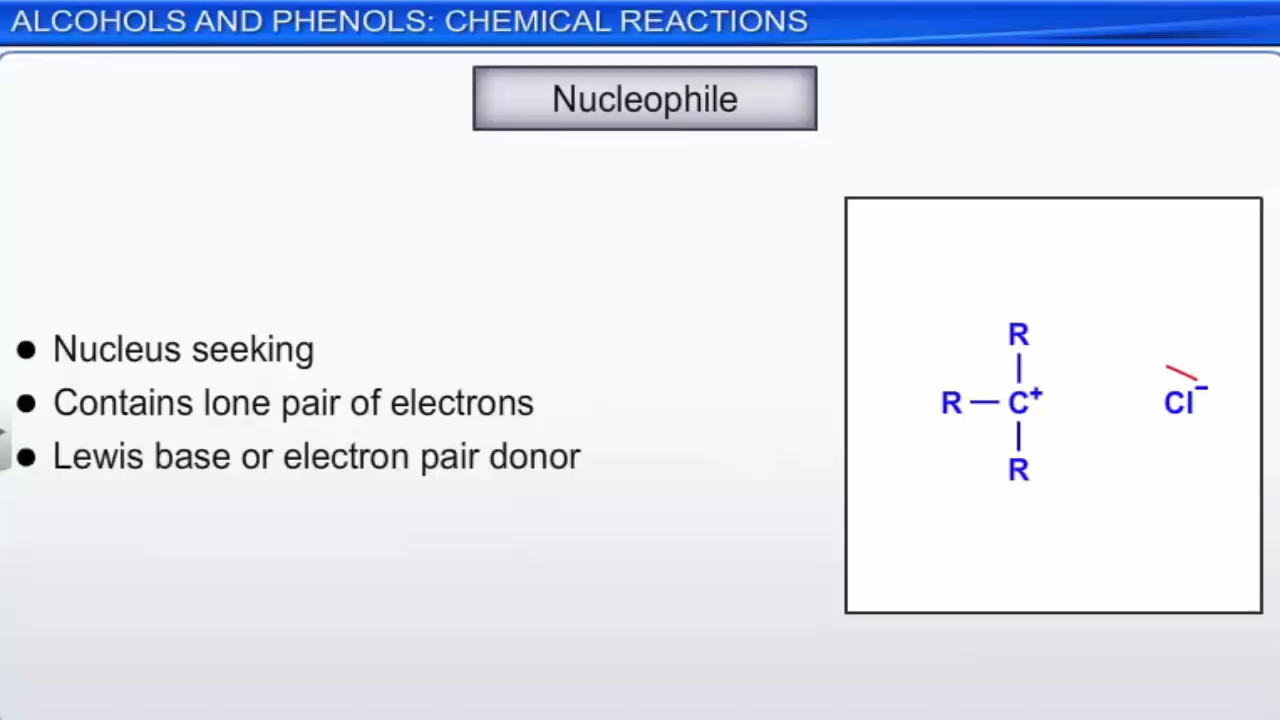 ALCOHOLS AND PHENOLS: CHEMICAL REACTIONS
Nucleophile
● Nucleus seeking
● Contains lone pair of electrons
● Lewis base or electron pair donor
R
R — C⁺ Cl⁻
R